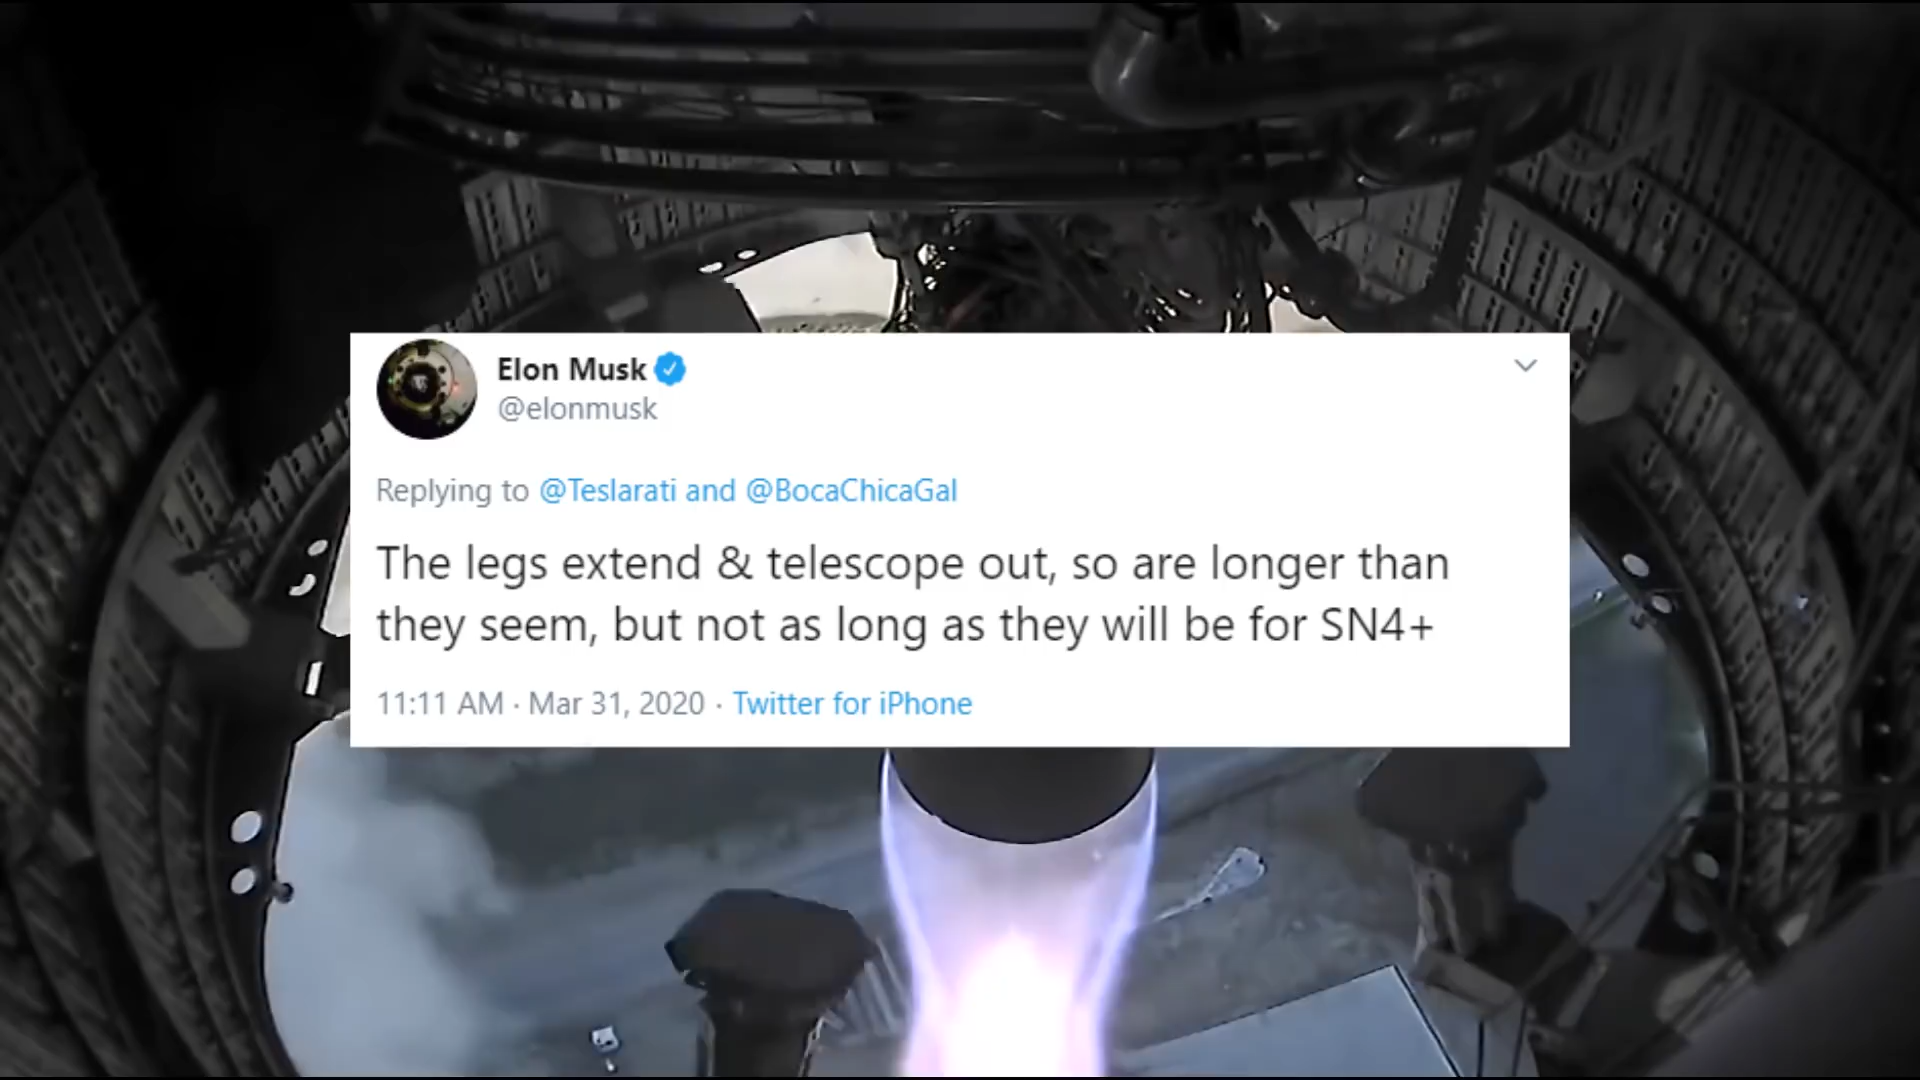 Elon Musk
@elonmusk
Replying to @Teslarati and @BocaChicaGal
The legs extend & telescope out, so are longer than
they seem, but not as long as they will be for SN4+
11:11 AM · Mar 31, 2020 · Twitter for iPhone